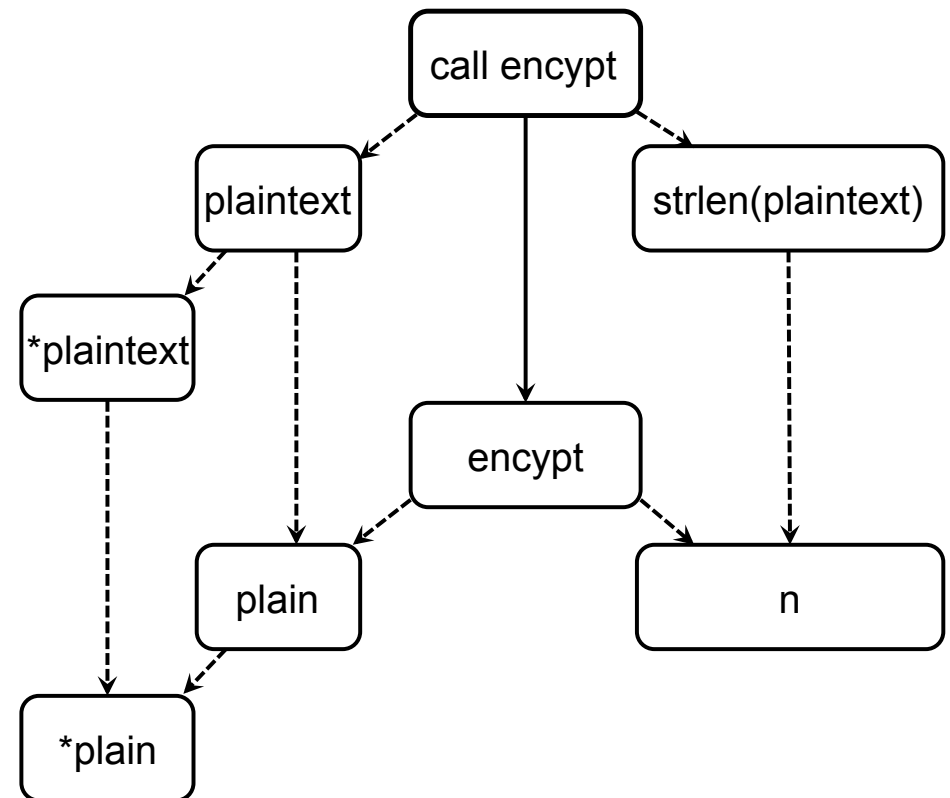 call encypt
plaintext
strlen(plaintext)
*plaintext
encypt
plain
n
*plain